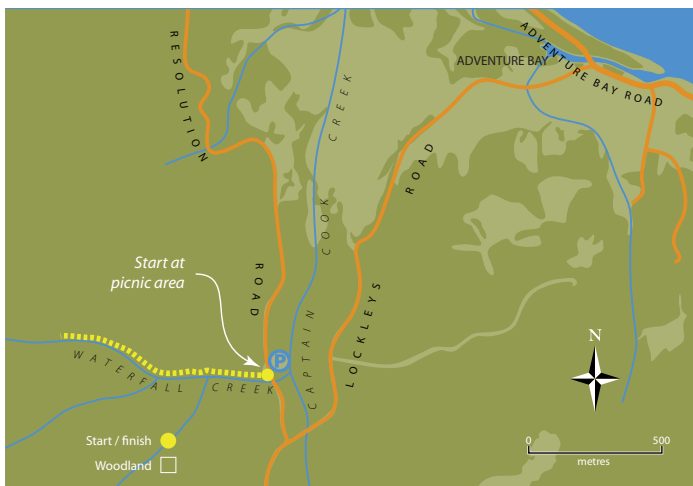 RESOLUTION
ROAD
ADVENTURE BAY
ADVENTURE BAY ROAD
CAPTAIN COOK CREEK
LOCKLEYS ROAD
Start at
picnic area
P
WATERFALL CREEK
N
Start / finish
Woodland
0 500
metres